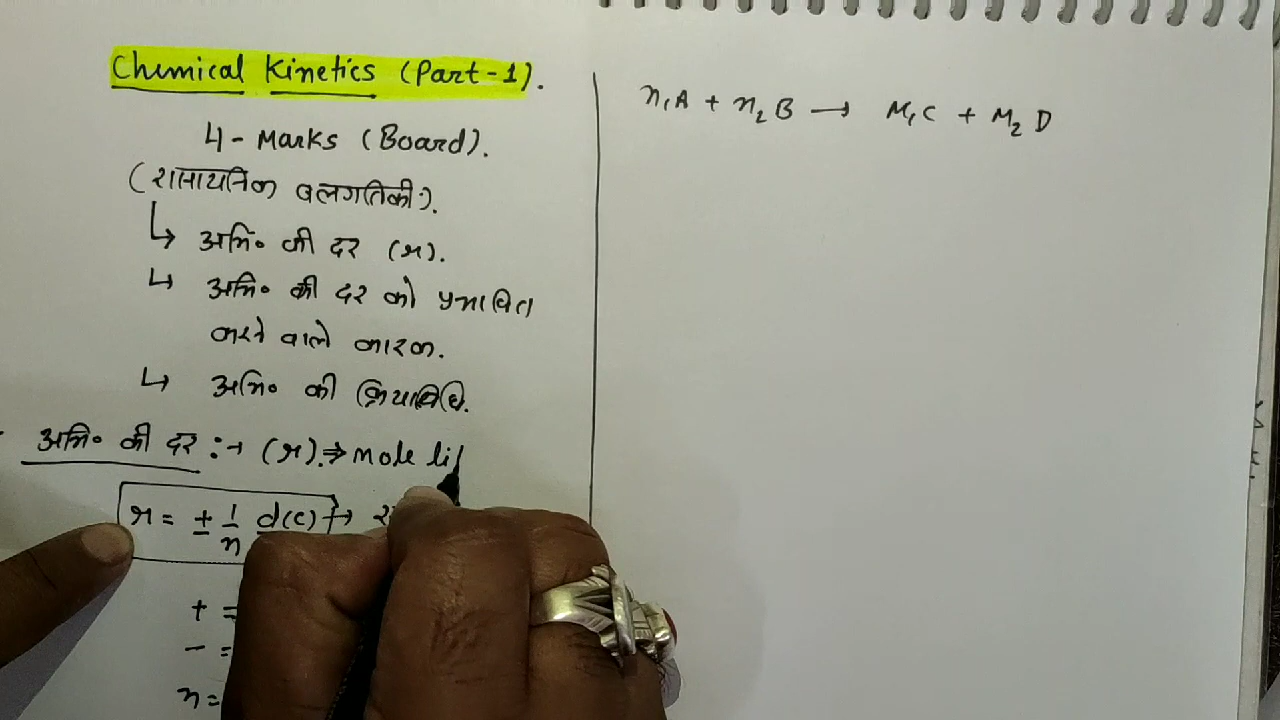 Chemical Kinetics (Part-1).
4- Marks (Board).
(रासायनिक बलगतिकी).
↳ अभि० की दर (r).
↳ अभि० की दर को प्रभावित
करने वाले कारक.
↳ अभि० की क्रियाविधि.
अभि० की दर :→ (r).⇒ mole lit
r = ± 1/n d(c)
+ =
- =
n =
n₁A + n₂B → M₁C + M₂D